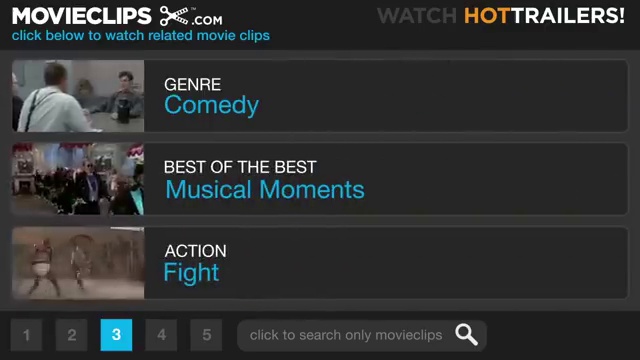 MOVIECLIPS .COM
WATCH HOTTRAILERS!
click below to watch related movie clips
GENRE
Comedy
BEST OF THE BEST
Musical Moments
ACTION
Fight
1 2 3 4 5
click to search only movieclips